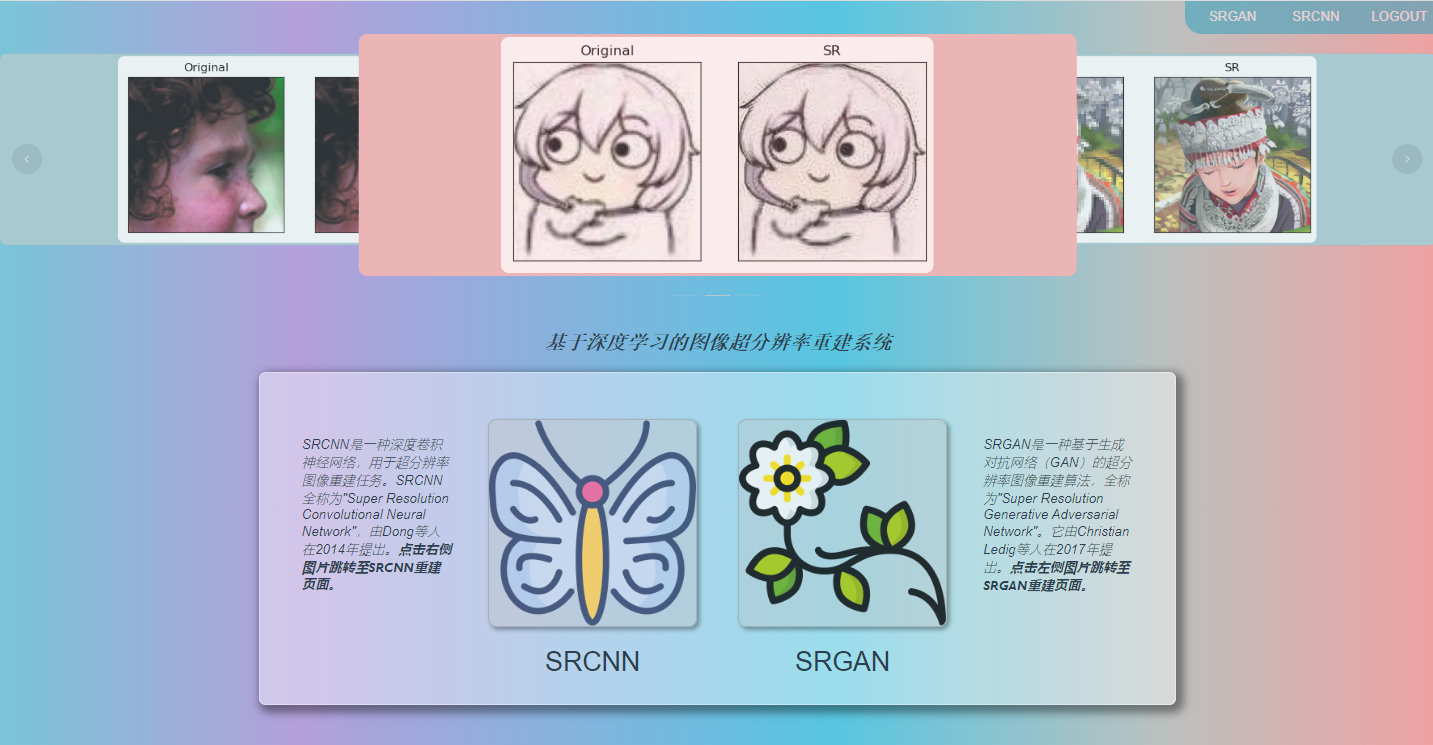 SRGAN SRCNN LOGOUT
Original SR
Original
SR
基于深度学习的图像超分辨率重建系统
SRCNN是一种深度卷积
神经网络，用于超分辨率
图像重建任务。SRCNN
全称为"Super Resolution
Convolutional Neural
Network"，由Dong等人
在2014年提出。点击右侧
图片跳转至SRCNN重建
页面。
SRCNN
SRGAN
SRGAN是一种基于生成
对抗网络（GAN）的超分
辨率图像重建算法，全称
为"Super Resolution
Generative Adversarial
Network"。它由Christian
Ledig等人在2017年提
出。点击左侧图片跳转至
SRGAN重建页面。